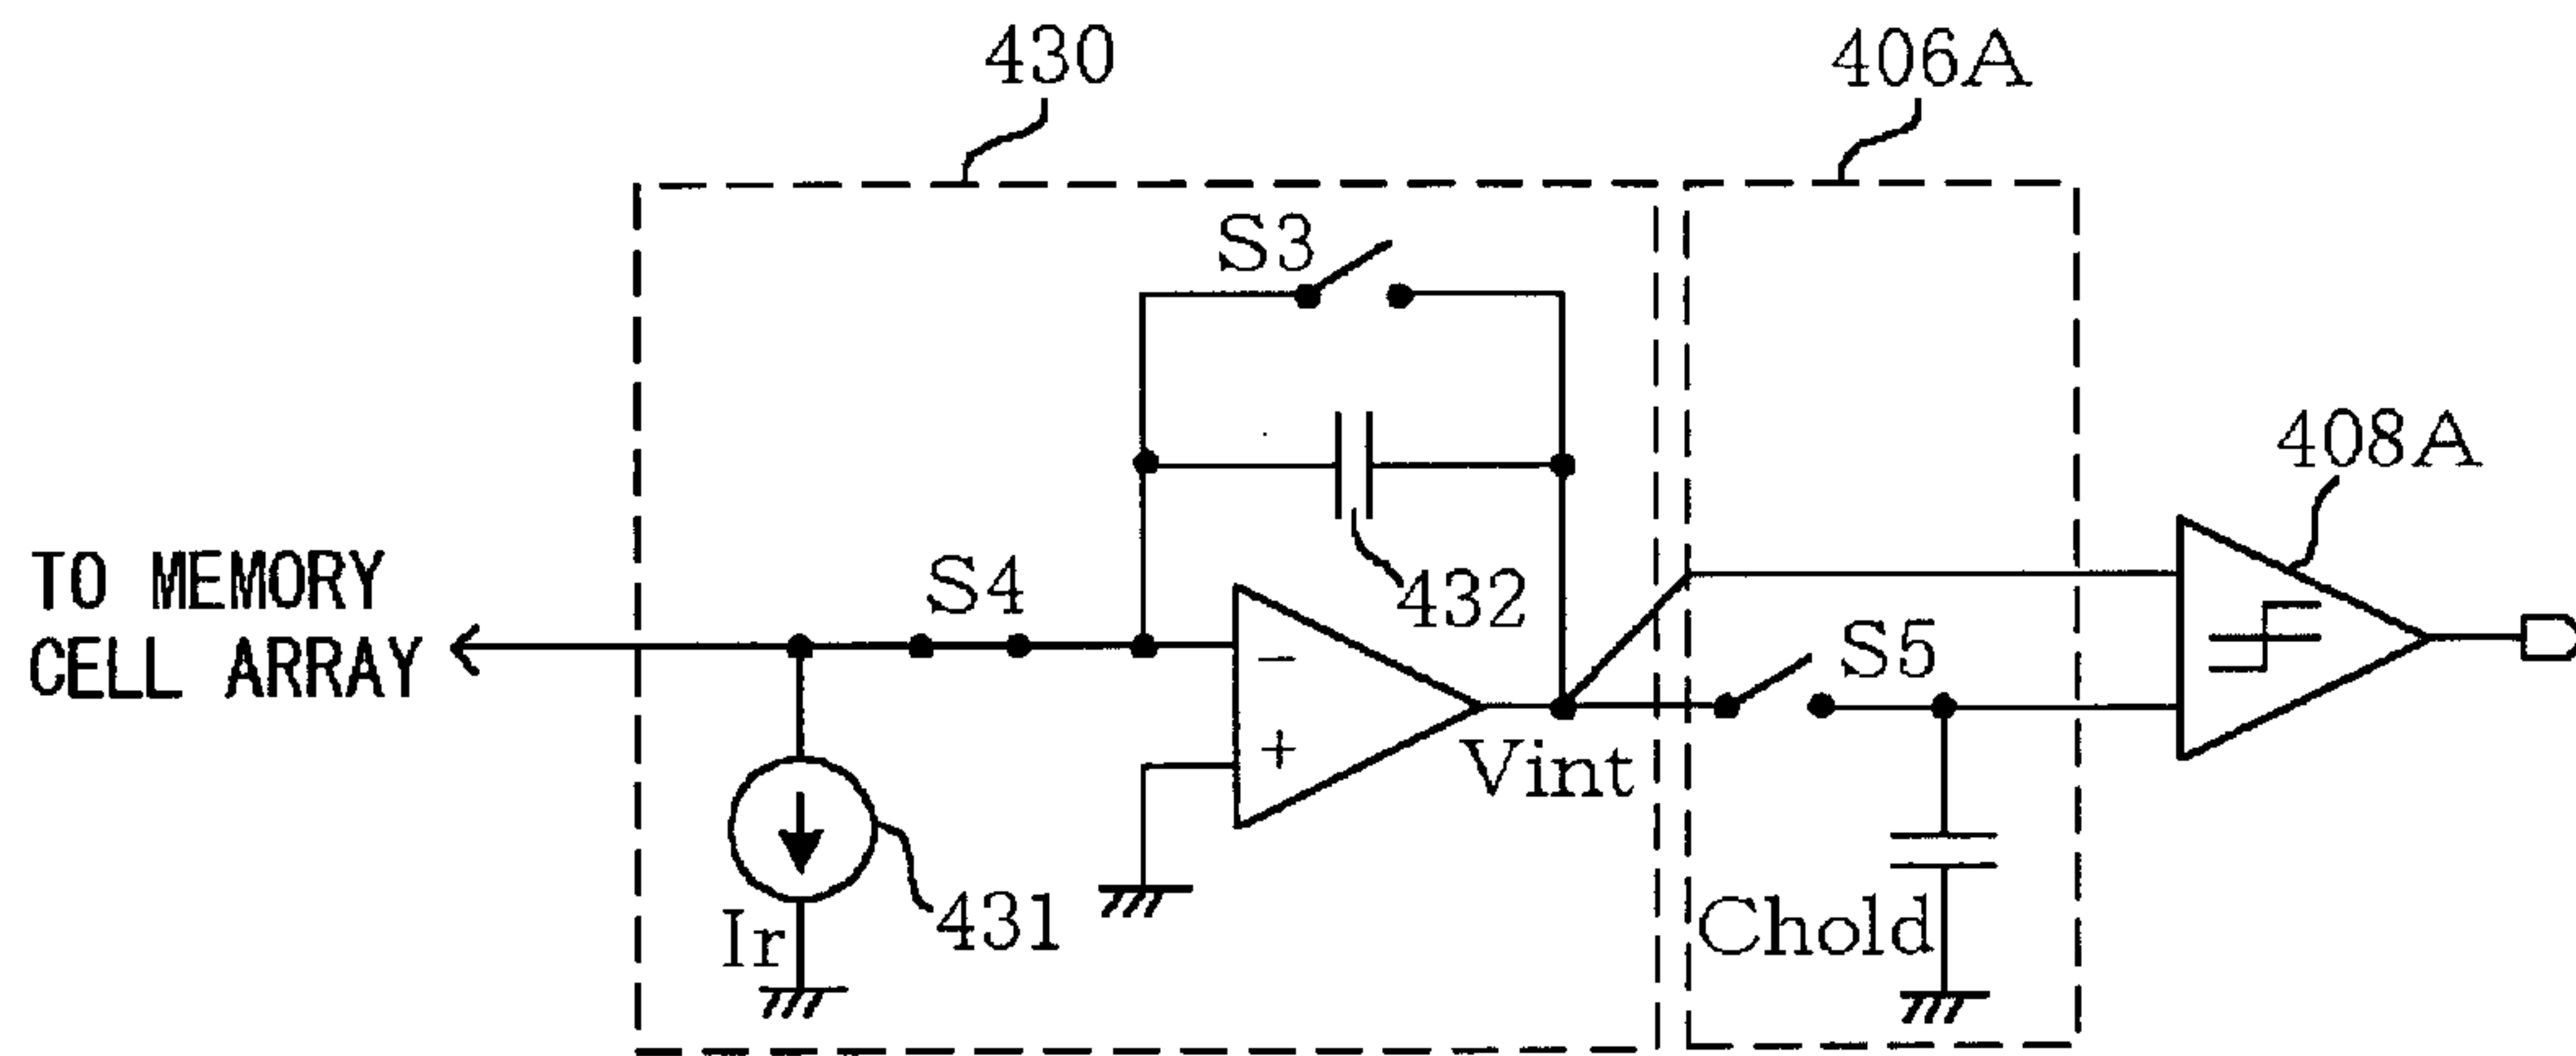 430
406A
S3
408A
TO MEMORY
CELL ARRAY
S4
432
S5
−
+
Vint
Ir
431
Chold